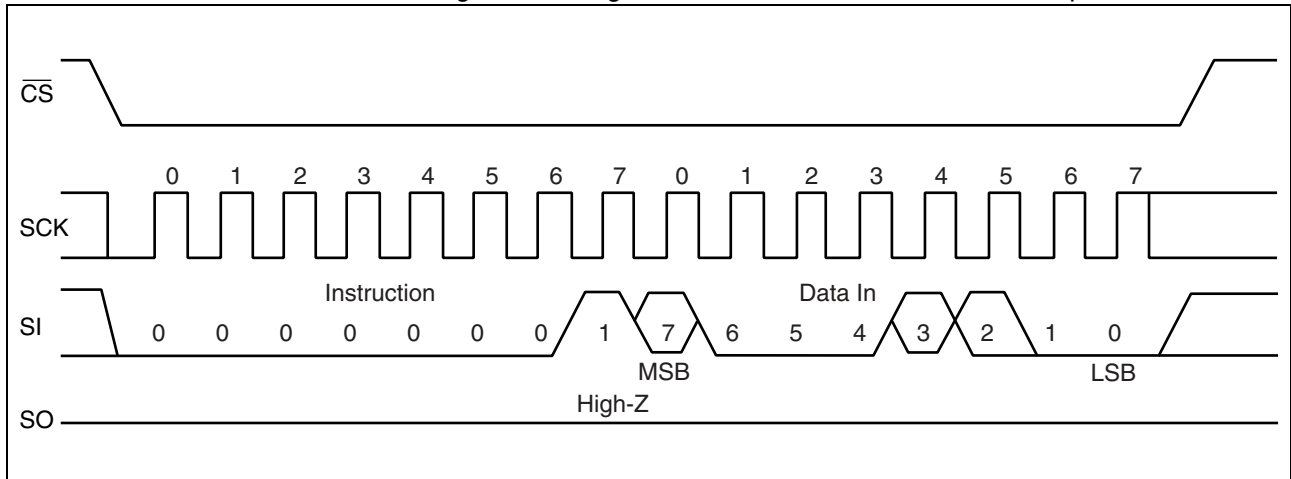 CS
0 1 2 3 4 5 6 7 0 1 2 3 4 5 6 7
SCK
Instruction Data In
SI 0 0 0 0 0 0 0 1 7 6 5 4 3 2 1 0
MSB LSB
High-Z
SO